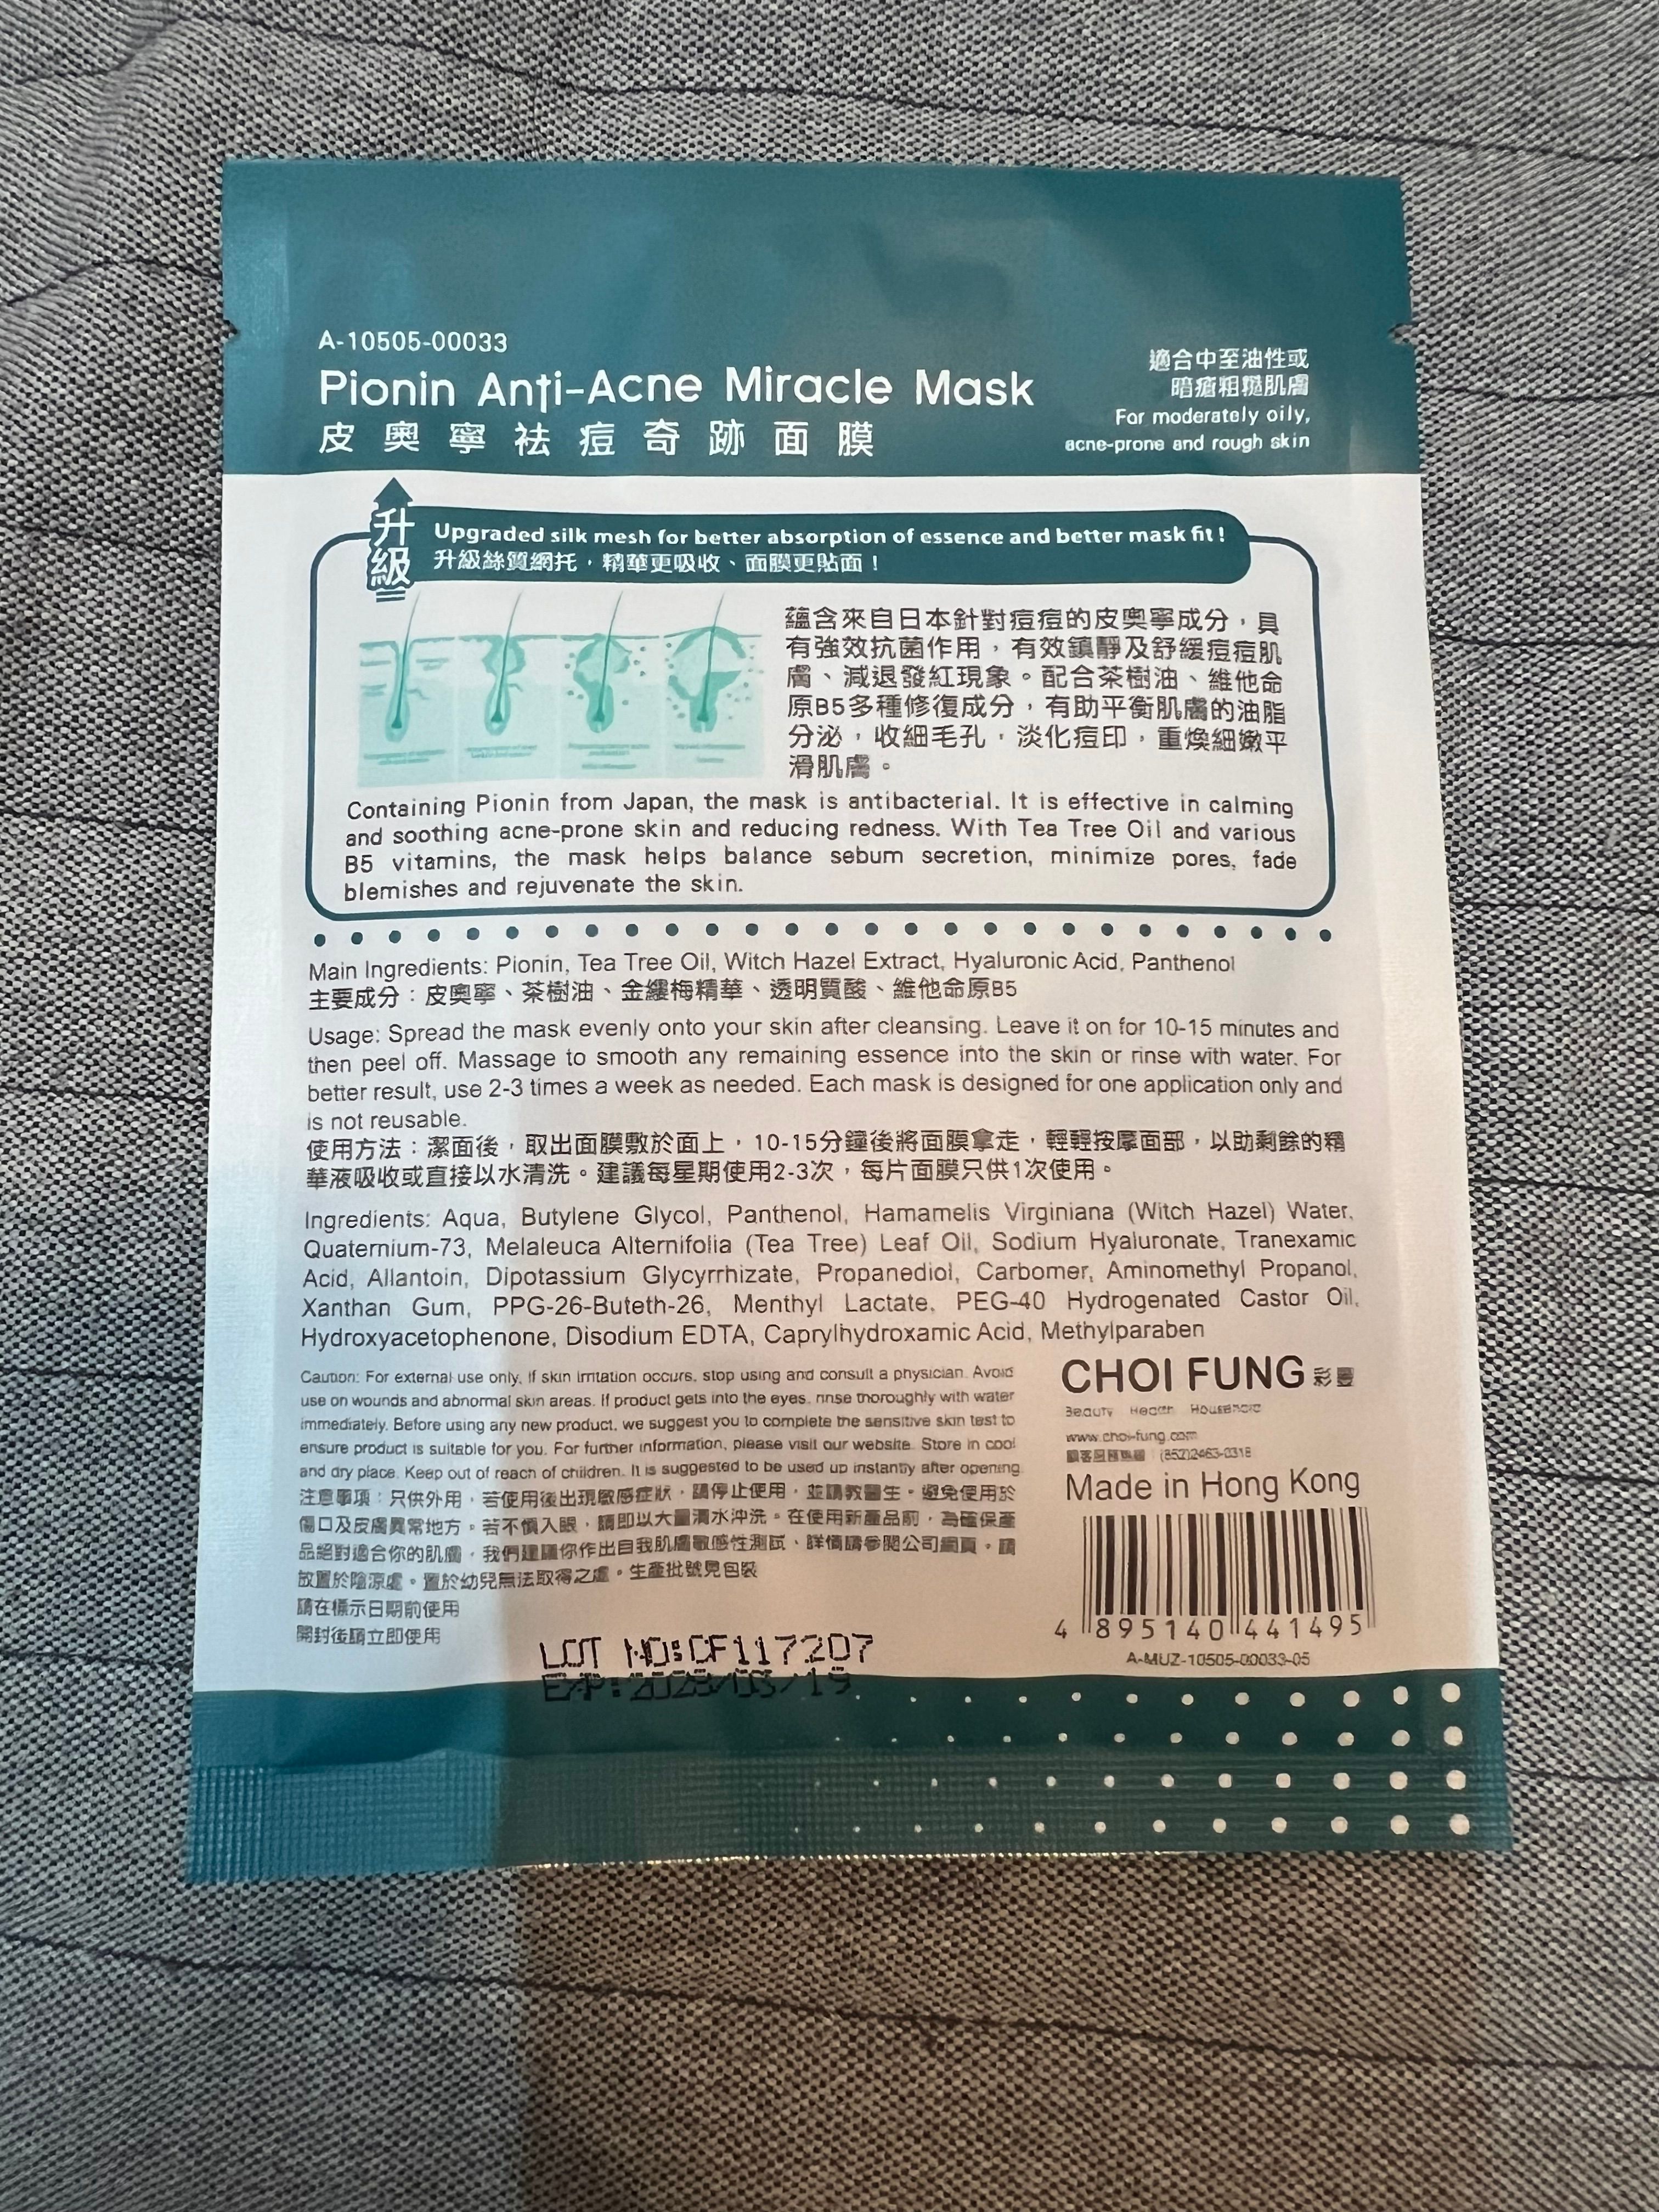 A-10505-00033
Pionin Anti-Acne Miracle Mask
皮奧寧祛痘奇跡面膜
適合中至油性或
暗瘡粗糙肌膚
For moderately oily,
acne-prone and rough skin
升級
Upgraded silk mesh for better absorption of essence and better mask fit!
升級絲質網托，精華更吸收、面膜更貼面！
蘊含來自日本針對痘痘的皮奧寧成分，具
有強效抗菌作用，有效鎮靜及舒緩痘痘肌
膚、減退發紅現象。配合茶樹油、維他命
原B5多種修復成分，有助平衡肌膚的油脂
分泌，收細毛孔，淡化痘印，重煥細嫩平
滑肌膚。
Containing Pionin from Japan, the mask is antibacterial. It is effective in calming
and soothing acne-prone skin and reducing redness. With Tea Tree Oil and various
B5 vitamins, the mask helps balance sebum secretion, minimize pores, fade
blemishes and rejuvenate the skin.
Main Ingredients: Pionin, Tea Tree Oil, Witch Hazel Extract, Hyaluronic Acid, Panthenol
主要成分：皮奧寧、茶樹油、金縷梅精華、透明質酸、維他命原B5
Usage: Spread the mask evenly onto your skin after cleansing. Leave it on for 10-15 minutes and
then peel off. Massage to smooth any remaining essence into the skin or rinse with water. For
better result, use 2-3 times a week as needed. Each mask is designed for one application only and
is not reusable.
使用方法：潔面後，取出面膜敷於面上，10-15分鐘後將面膜拿走，輕輕按摩面部，以助剩餘的精
華液吸收或直接以水清洗。建議每星期使用2-3次，每片面膜只供1次使用。
Ingredients: Aqua, Butylene Glycol, Panthenol, Hamamelis Virginiana (Witch Hazel) Water,
Quaternium-73, Melaleuca Alternifolia (Tea Tree) Leaf Oil, Sodium Hyaluronate, Tranexamic
Acid, Allantoin, Dipotassium Glycyrrhizate, Propanediol, Carbomer, Aminomethyl Propanol,
Xanthan Gum, PPG-26-Buteth-26, Menthyl Lactate, PEG-40 Hydrogenated Castor Oil,
Hydroxyacetophenone, Disodium EDTA, Caprylhydroxamic Acid, Methylparaben
Caution: For external use only, if skin irritation occurs, stop using and consult a physician. Avoid
use on wounds and abnormal skin areas. If product gets into the eyes, rinse thoroughly with water
immediately. Before using any new product, we suggest you to complete the sensitive skin test to
ensure product is suitable for you. For further information, please visit our website. Store in cool
and dry place. Keep out of reach of children. It is suggested to be used up instantly after opening.
注意事項：只供外用，若使用後出現敏感症狀，請停止使用，並請教醫生。避免使用於
傷口及皮膚異常地方。若不慎入眼，請即以大量清水沖洗。在使用新產品前，為確保產
品絕對適合你的肌膚，我們建議你作出自我肌膚敏感性測試、詳情請參閱公司網頁。請
放置於陰涼處。置於幼兒無法取得之處。生產批號見包裝
請在標示日期前使用
開封後請立即使用
CHOI FUNG 彩豐
Beauty Health Household
www.choi-fung.com
顧客服務熱線：(852)2463-0318
Made in Hong Kong
4 895140 441495
A-MUZ-10505-00033-05
LOT NO:CF117207
EXP:2028/03/19